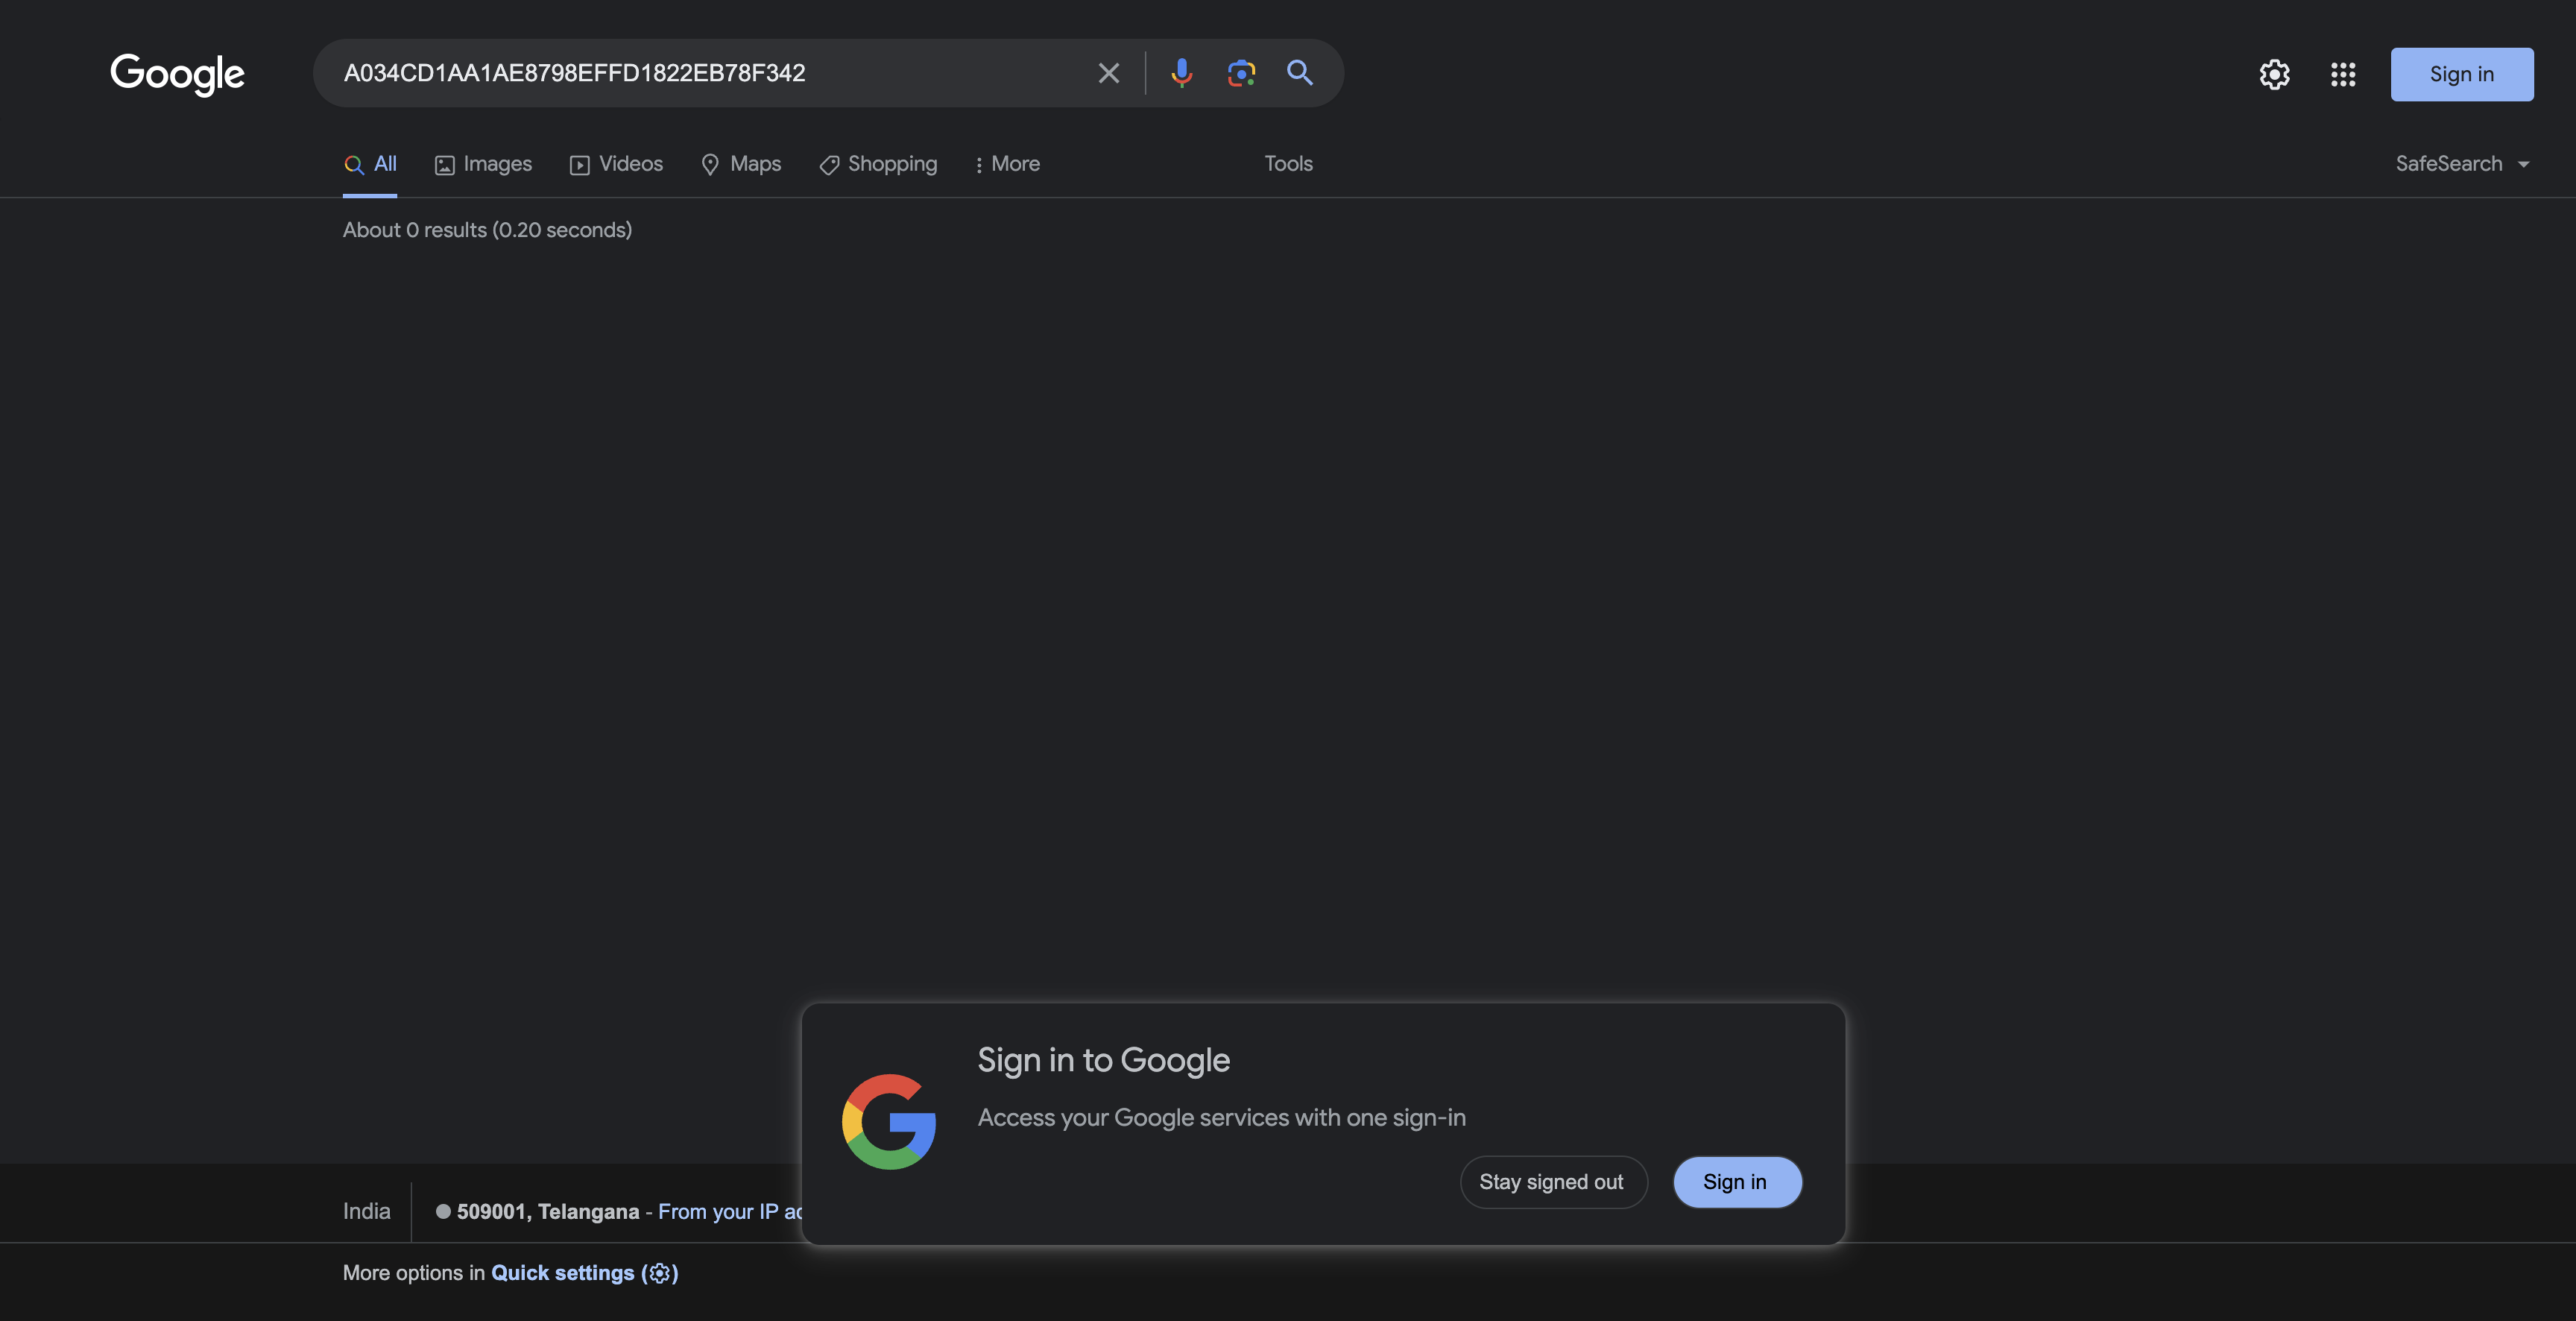 Google
A034CD1AA1AE8798EFFD1822EB78F342
Sign in
All Images Videos Maps Shopping More Tools SafeSearch
About 0 results (0.20 seconds)
Sign in to Google
Access your Google services with one sign-in
Stay signed out Sign in
India 509001, Telangana - From your IP
More options in Quick settings ( )